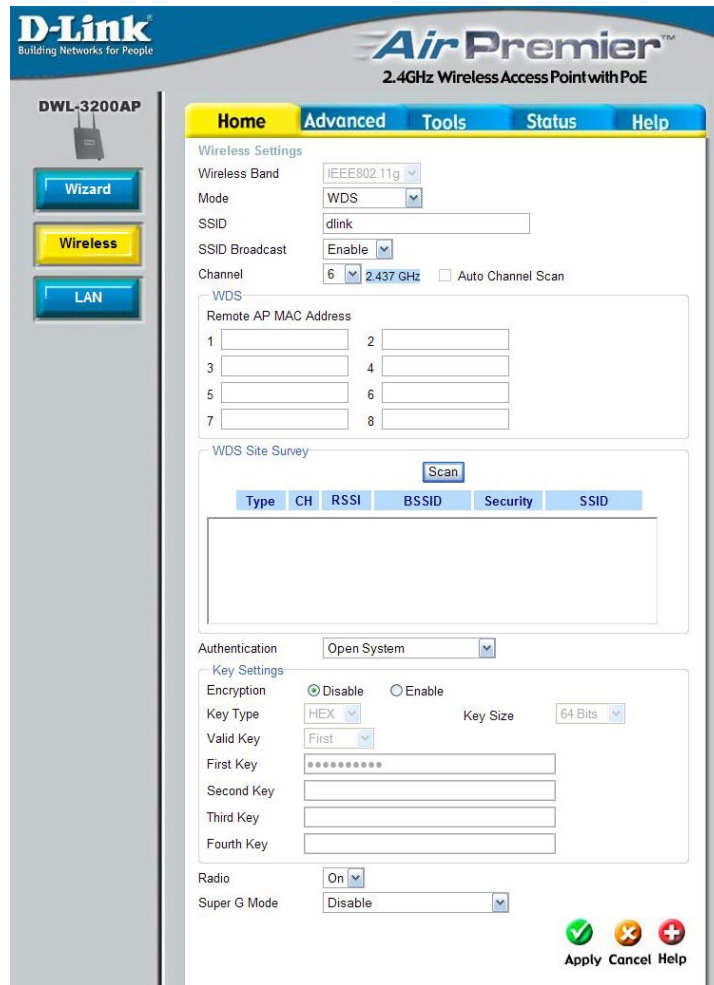 D-Link®
Building Networks for People
AirPremier™
2.4GHz Wireless Access Point with PoE
DWL-3200AP
Home Advanced Tools Status Help
Wizard
Wireless
LAN
Wireless Settings
Wireless Band IEEE802.11g
Mode WDS
SSID dlink
SSID Broadcast Enable
Channel 6 2.437 GHz Auto Channel Scan
WDS
Remote AP MAC Address
1 2
3 4
5 6
7 8
WDS Site Survey
Scan
Type CH RSSI BSSID Security SSID
Authentication Open System
Key Settings
Encryption Disable Enable
Key Type HEX Key Size 64 Bits
Valid Key First
First Key ●●●●●●●●●●
Second Key
Third Key
Fourth Key
Radio On
Super G Mode Disable
Apply Cancel Help